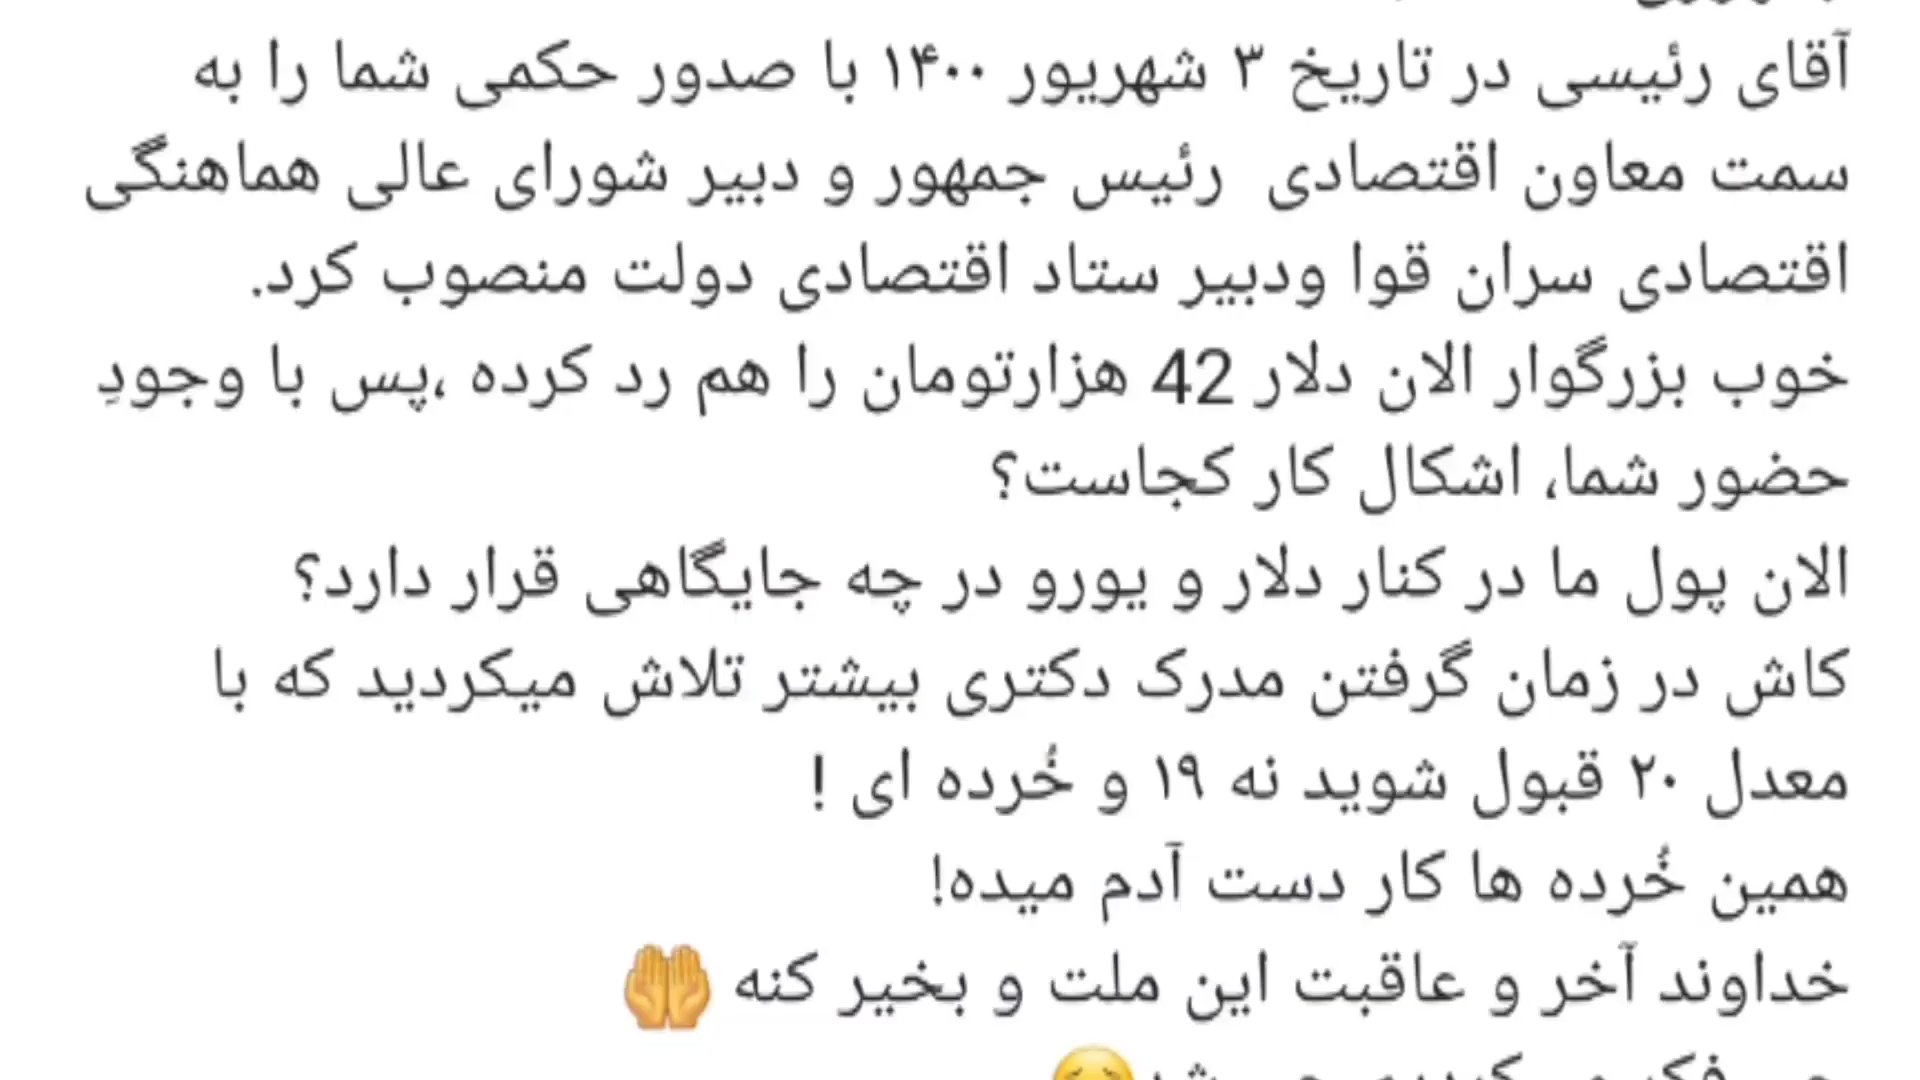 آقای رئیسی در تاریخ ۳ شهریور ۱۴۰۰ با صدور حکمی شما را به
سمت معاون اقتصادی رئیس جمهور و دبیر شورای عالی هماهنگی
اقتصادی سران قوا ودبیر ستاد اقتصادی دولت منصوب کرد.
خوب بزرگوار الان دلار 42 هزارتومان را هم رد کرده ،پس با وجودِ
حضور شما، اشکال کار کجاست؟
الان پول ما در کنار دلار و یورو در چه جایگاهی قرار دارد؟
کاش در زمان گرفتن مدرک دکتری بیشتر تلاش میکردید که با
معدل ۲۰ قبول شوید نه ۱۹ و خُرده ای !
همین خُرده ها کار دست آدم میده!
خداوند آخر و عاقبت این ملت و بخیر کنه 🤲